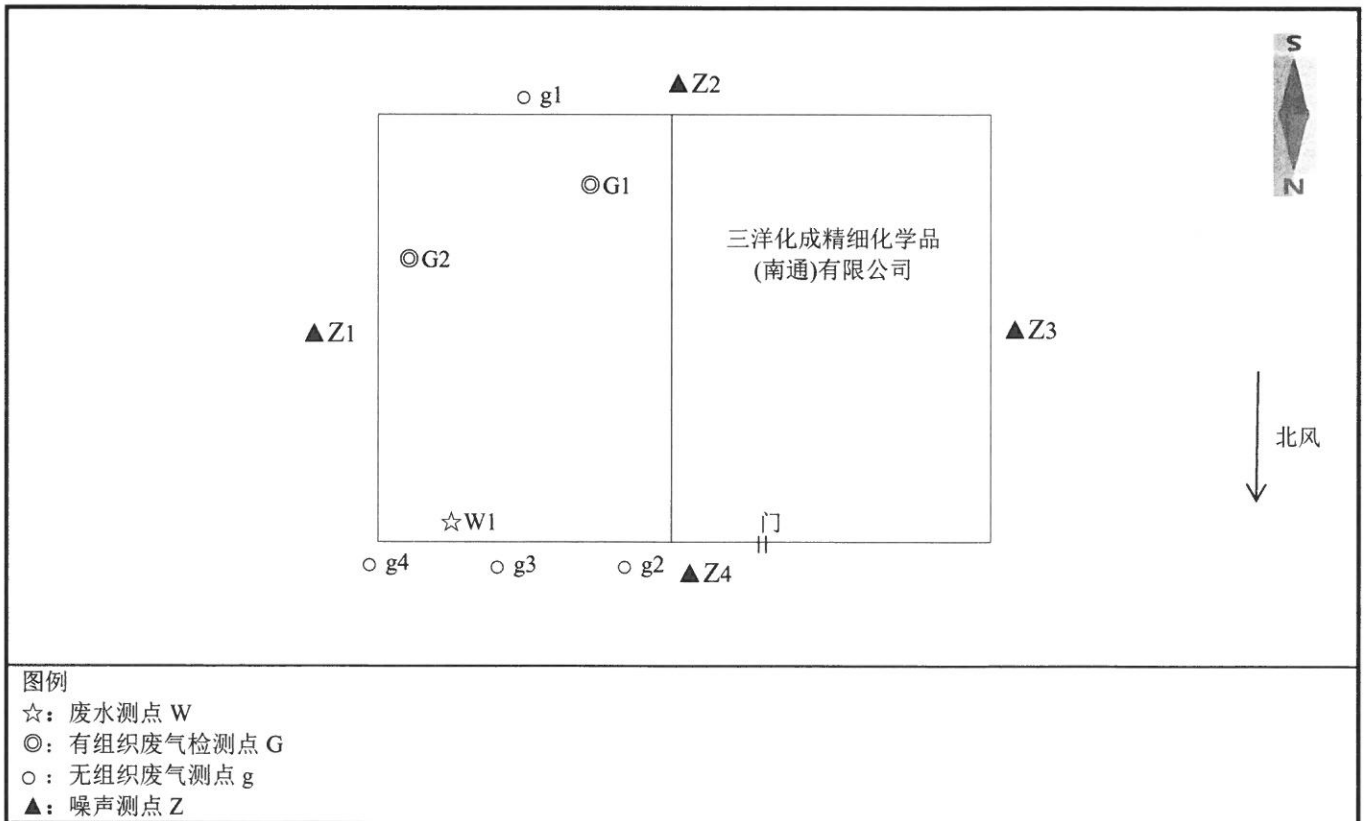 S
▲Z2
○ g1
◎G1
N
三洋化成精细化学品
(南通)有限公司
◎G2
▲Z1
▲Z3
北风
☆W1
门
○ g4
○ g3
○ g2
▲Z4
图例
☆：废水测点 W
◎：有组织废气检测点 G
○：无组织废气测点 g
▲：噪声测点 Z